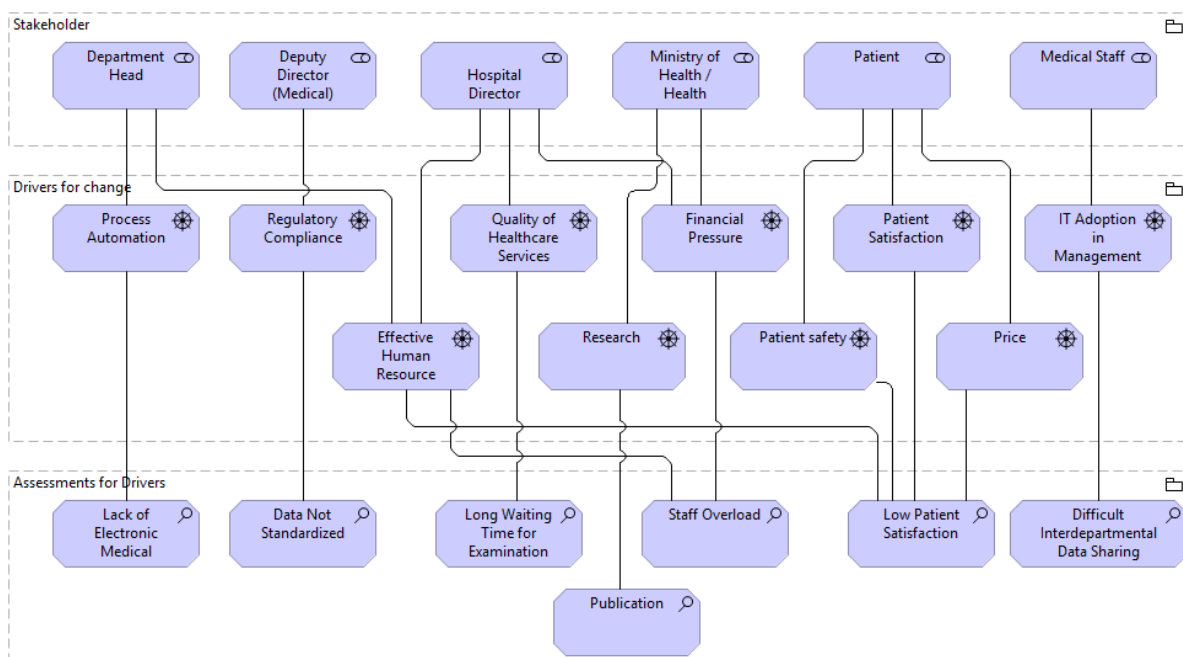 Stakeholder
Department
Head
Deputy
Director
(Medical)
Hospital
Director
Ministry of
Health /
Health
Patient
Medical Staff
Drivers for change
Process
Automation
Regulatory
Compliance
Quality of
Healthcare
Services
Financial
Pressure
Patient
Satisfaction
IT Adoption
in
Management
Effective
Human
Resource
Research
Patient safety
Price
Assessments for Drivers
Lack of
Electronic
Medical
Data Not
Standardized
Long Waiting
Time for
Examination
Staff Overload
Low Patient
Satisfaction
Difficult
Interdepartmental
Data Sharing
Publication